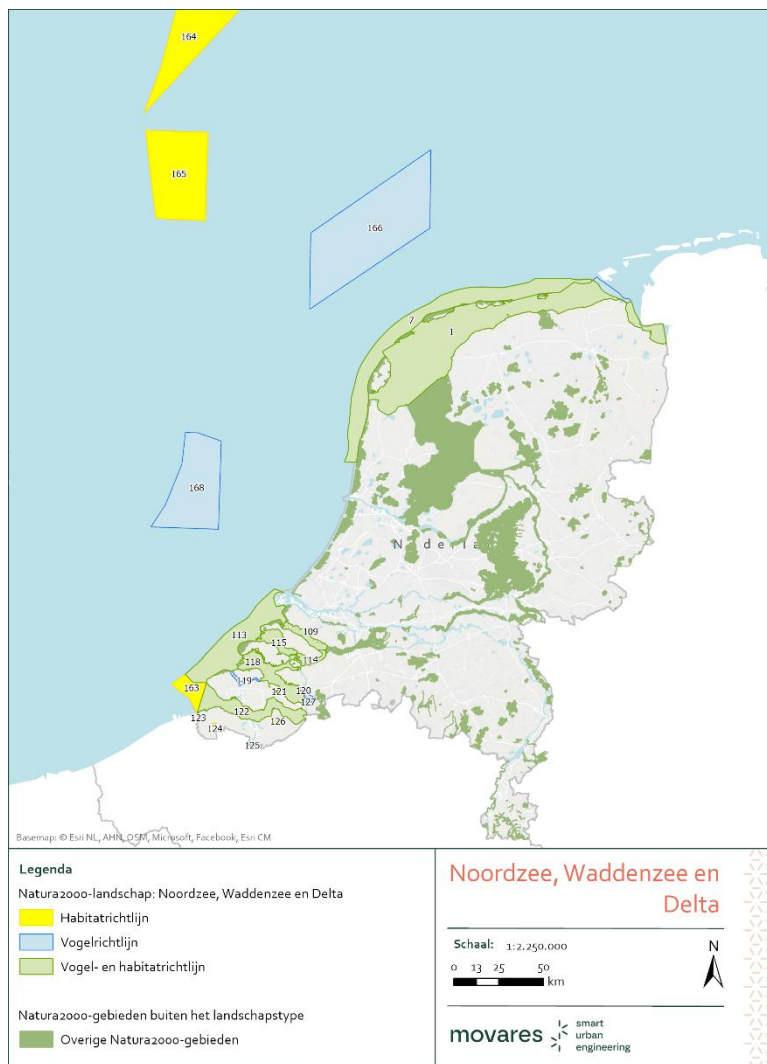 164
165
166
7
1
168
N derla
113
109
115
118
114
119
163
120
121
127
123
122
126
124
125
Basemap: © Esri NL, AHN, OSM, Microsoft, Facebook, Esri CM
Legenda
Natura2000-landschap: Noordzee, Waddenzee en Delta
Habitatrichtlijn
Vogelrichtlijn
Vogel- en habitatrichtlijn
Natura2000-gebieden buiten het landschapstype
Overige Natura2000-gebieden
Noordzee, Waddenzee en
Delta
Schaal: 1:2.250.000
N
0 13 25 50
km
movares
smart
urban
engineering